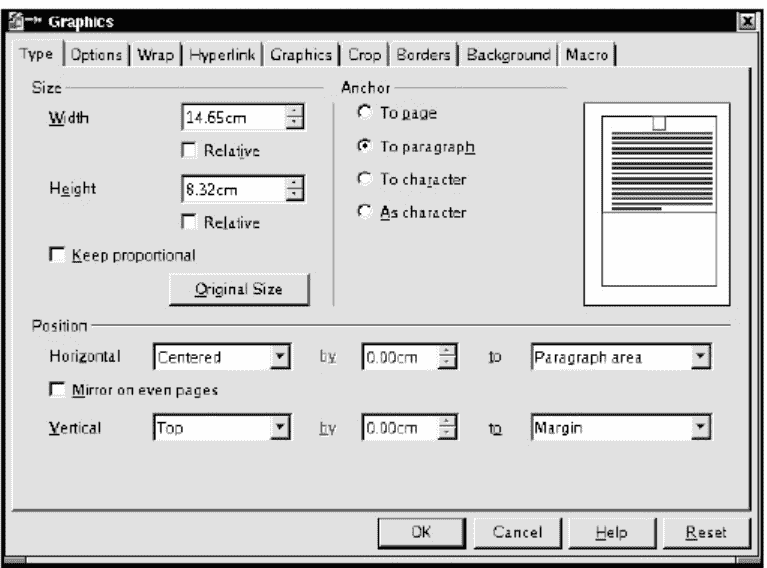 Graphics
Type Options Wrap Hyperlink Graphics Crop Borders Background Macro
Size
Anchor
Width 14.65cm
Relative
Height 8.32cm
Relative
Keep proportional
Original Size
To page
To paragraph
To character
As character
Position
Horizontal Centered by 0.00cm to Paragraph area
Mirror on even pages
Vertical Top by 0.00cm to Margin
OK Cancel Help Reset